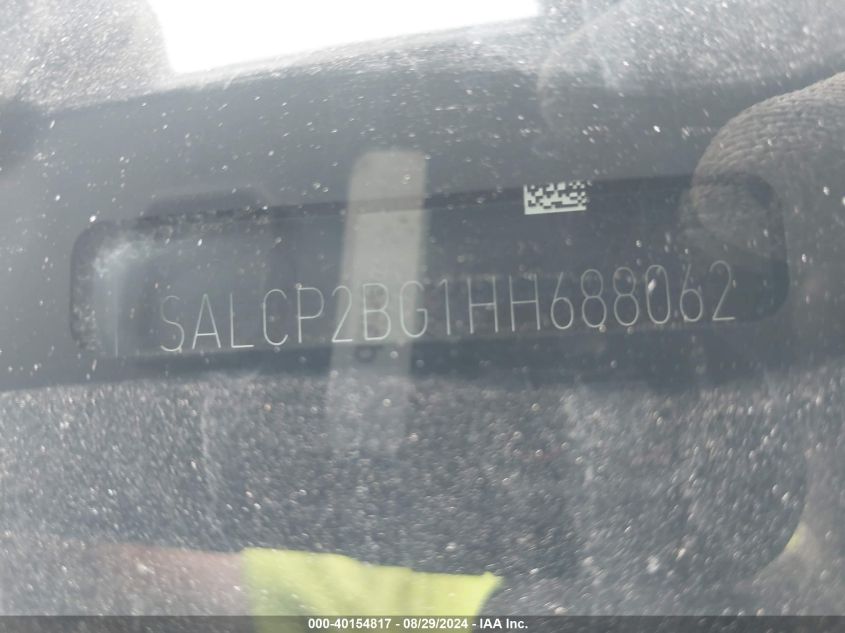 SALCP2BG1HH688062
000-40154817 - 08/29/2024 - IAA Inc.